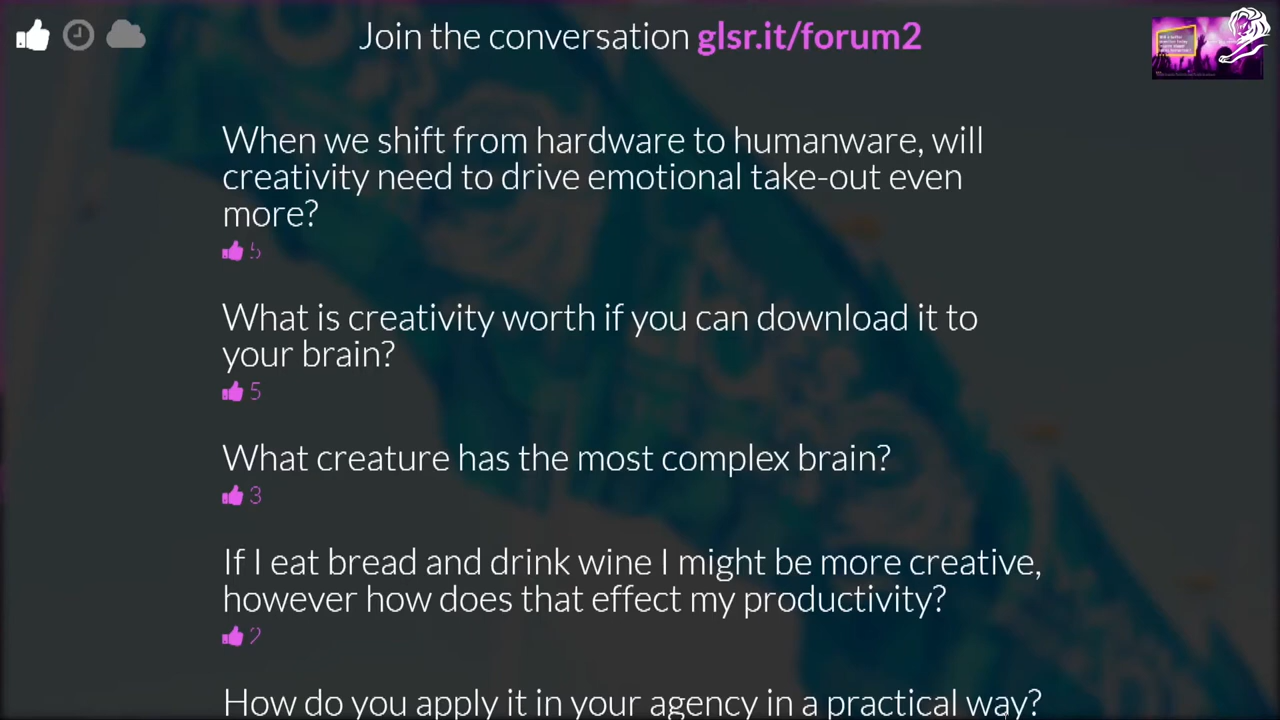 Join the conversation glsr.it/forum2
When we shift from hardware to humanware, will
creativity need to drive emotional take-out even
more?
5
What is creativity worth if you can download it to
your brain?
5
What creature has the most complex brain?
3
If I eat bread and drink wine I might be more creative,
however how does that effect my productivity?
2
How do you apply it in your agency in a practical way?